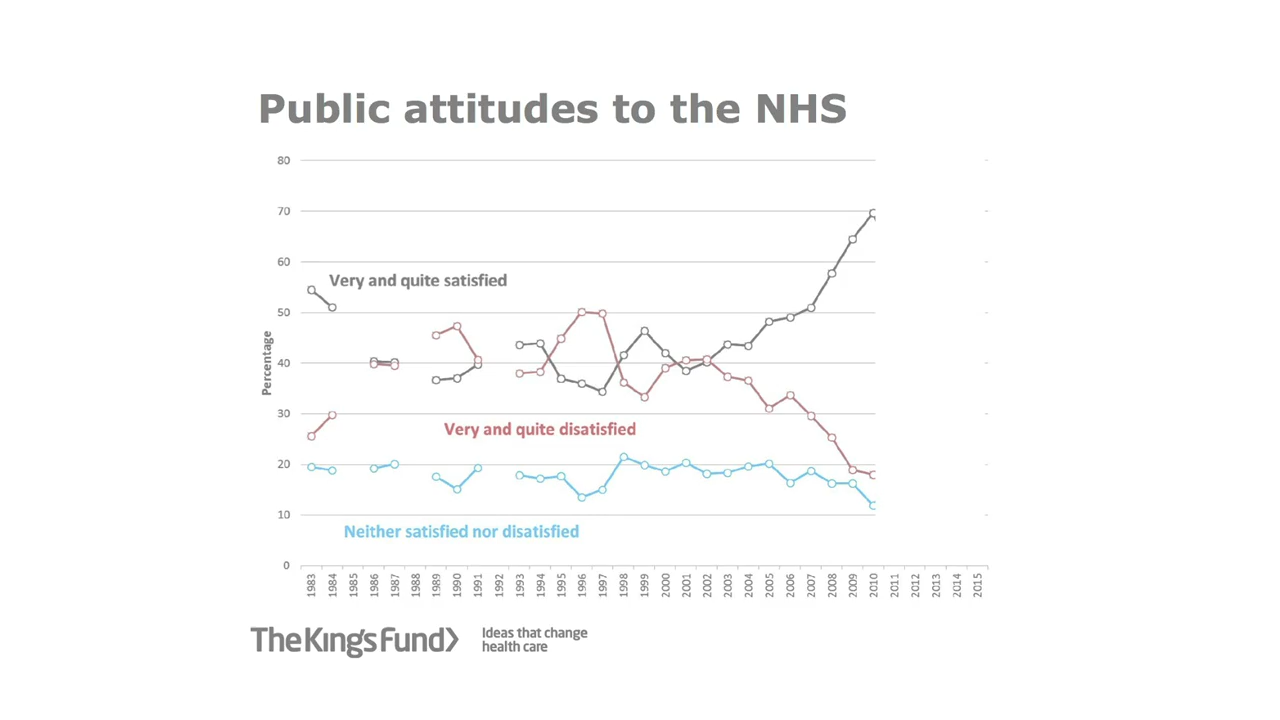 Public attitudes to the NHS
80
70
60
50
40
30
20
10
0
Percentage
Very and quite satisfied
Very and quite disatisfied
Neither satisfied nor disatisfied
1983 1984 1985 1986 1987 1988 1989 1990 1991 1992 1993 1994 1995 1996 1997 1998 1999 2000 2001 2002 2003 2004 2005 2006 2007 2008 2009 2010 2011 2012 2013 2014 2015
TheKing'sFund>
Ideas that change
health care